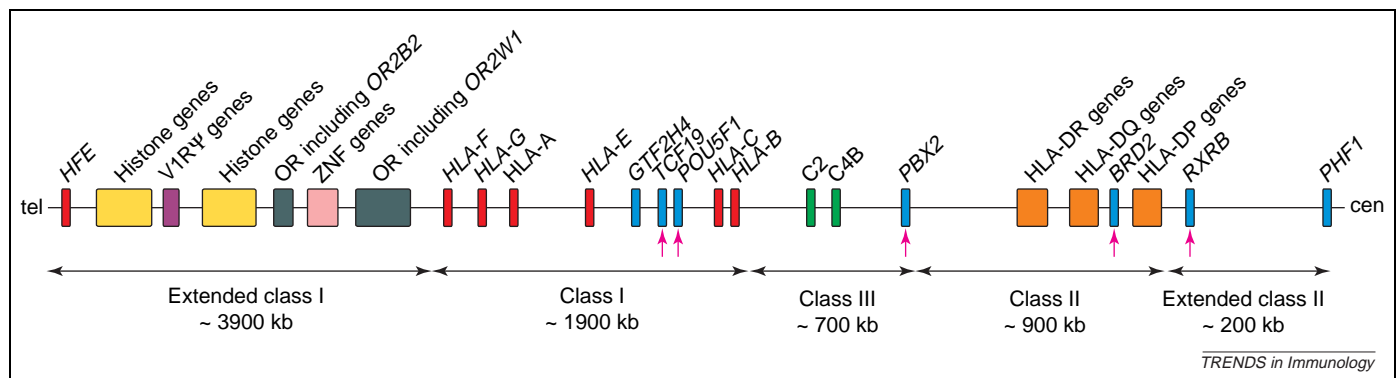 HFE
Histone genes
V1RΨ genes
Histone genes
OR including OR2B2
ZNF genes
OR including OR2W1
HLA-F
HLA-G
HLA-A
HLA-E
GTF2H4
TCF19
POU5F1
HLA-C
HLA-B
C2
C4B
PBX2
HLA-DR genes
HLA-DQ genes
BRD2
HLA-DP genes
RXRB
PHF1
tel
cen
Extended class I
~ 3900 kb
Class I
~ 1900 kb
Class III
~ 700 kb
Class II
~ 900 kb
Extended class II
~ 200 kb
TRENDS in Immunology